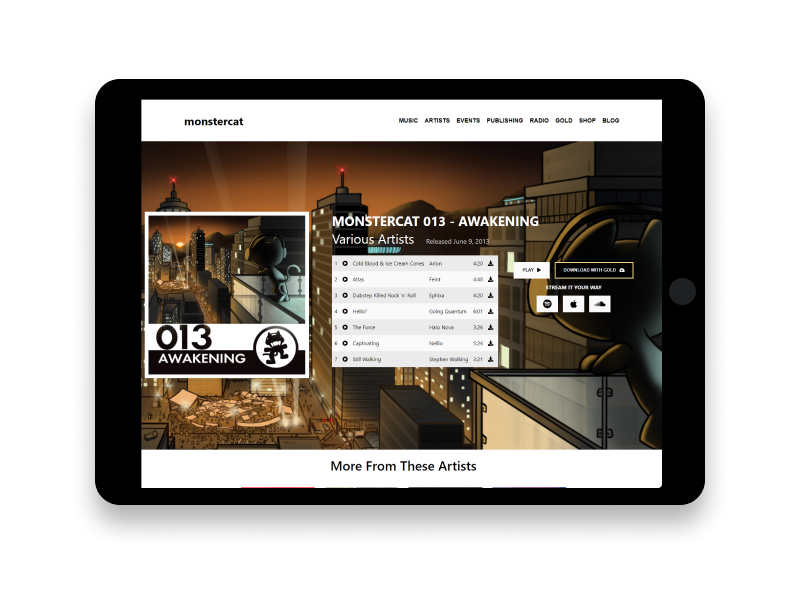 monstercat
MUSIC ARTISTS EVENTS PUBLISHING RADIO GOLD SHOP BLOG
MONSTERCAT 013 - AWAKENING
Various Artists Released June 9, 2013
1 Cold Blood & Ice Cream Cones Arion 4:20
2 Atlas Feint 4:48
3 Dubstep Killed Rock 'n' Roll Ephixa 4:20
4 Hello? Going Quantum 6:01
5 The Force Halo Nova 3:26
6 Captivating Nellio 5:24
7 Still Walking Stephen Walking 3:21
PLAY
DOWNLOAD WITH GOLD
STREAM IT YOUR WAY
013
AWAKENING
More From These Artists